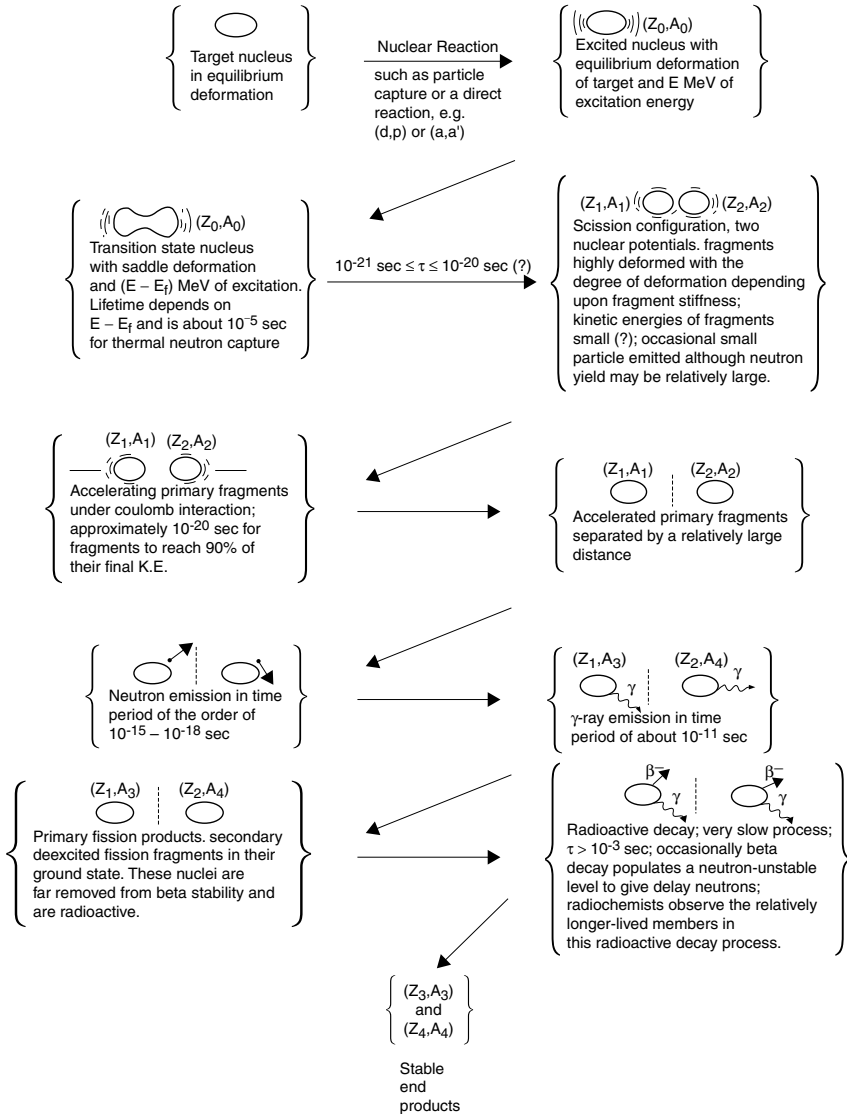 Target nucleus
in equilibrium
deformation
Nuclear Reaction
such as particle
capture or a direct
reaction, e.g.
(d,p) or (a,a')
(Z0,A0)
Excited nucleus with
equilibrium deformation
of target and E MeV of
excitation energy
(Z0,A0)
Transition state nucleus
with saddle deformation
and (E − Ef) MeV of excitation.
Lifetime depends on
E − Ef and is about 10⁻⁵ sec
for thermal neutron capture
10⁻²¹ sec ≤ τ ≤ 10⁻²⁰ sec (?)
(Z1,A1) (Z2,A2)
Scission configuration, two
nuclear potentials. fragments
highly deformed with the
degree of deformation depending
upon fragment stiffness;
kinetic energies of fragments
small (?); occasional small
particle emitted although neutron
yield may be relatively large.
(Z1,A1) (Z2,A2)
Accelerating primary fragments
under coulomb interaction;
approximately 10⁻²⁰ sec for
fragments to reach 90% of
their final K.E.
(Z1,A1) (Z2,A2)
Accelerated primary fragments
separated by a relatively large
distance
Neutron emission in time
period of the order of
10⁻¹⁵ – 10⁻¹⁸ sec
(Z1,A3) (Z2,A4)
γ γ
γ-ray emission in time
period of about 10⁻¹¹ sec
(Z1,A3) (Z2,A4)
Primary fission products. secondary
deexcited fission fragments in their
ground state. These nuclei are
far removed from beta stability and
are radioactive.
β− β−
γ γ
Radioactive decay; very slow process;
τ > 10⁻³ sec; occasionally beta
decay populates a neutron-unstable
level to give delay neutrons;
radiochemists observe the relatively
longer-lived members in
this radioactive decay process.
(Z3,A3)
and
(Z4,A4)
Stable
end
products